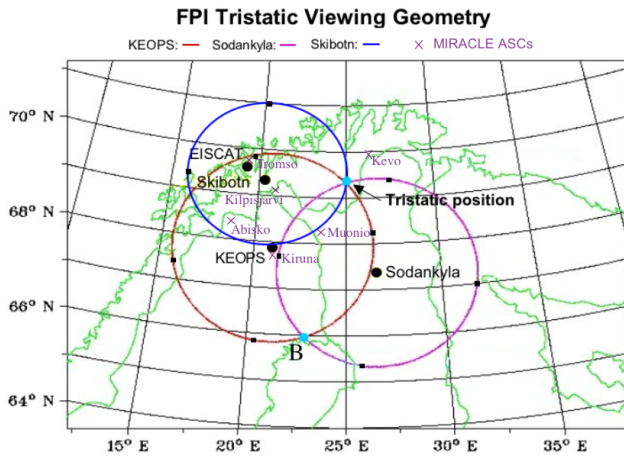 FPI Tristatic Viewing Geometry
KEOPS: Sodankyla: Skibotn: × MIRACLE ASCs
70° N
EISCAT
Tromso
Kevo
Skibotn
Kilpisjarvi
Tristatic position
68° N
Abisko
Muonio
KEOPS
Kiruna
Sodankyla
66° N
B
64° N
15° E 20° E 25° E 30° E 35° E